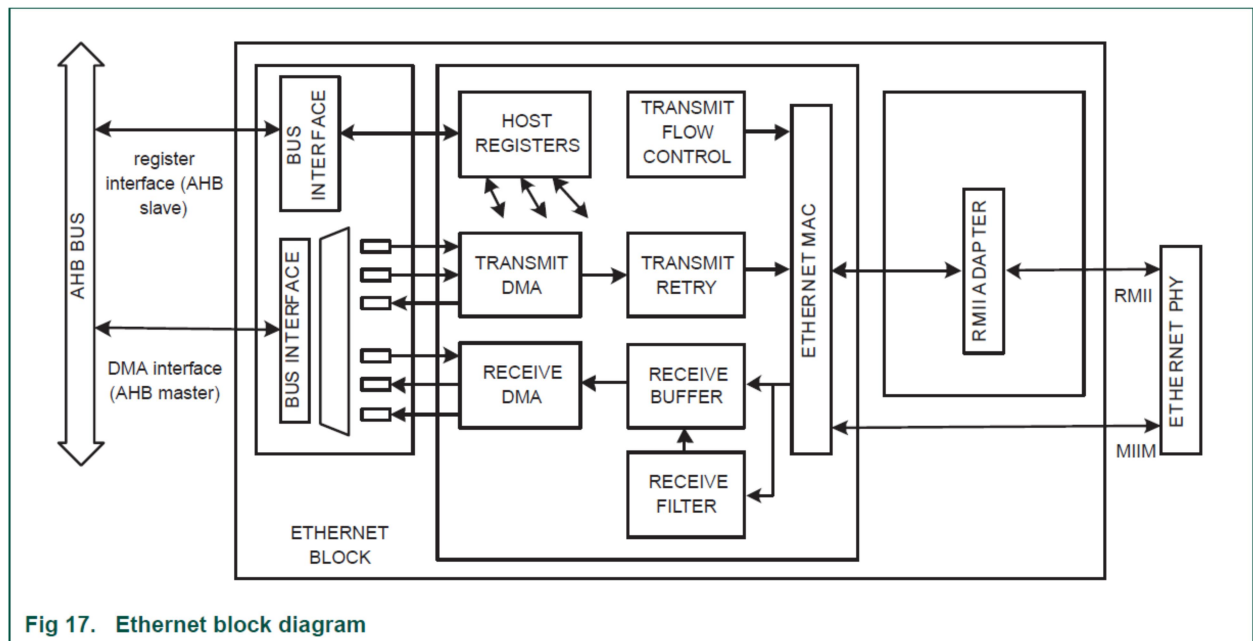 AHB BUS
register
interface (AHB
slave)
DMA interface
(AHB master)
BUS
INTERFACE
BUS INTERFACE
ETHERNET
BLOCK
HOST
REGISTERS
TRANSMIT
FLOW
CONTROL
TRANSMIT
DMA
TRANSMIT
RETRY
RECEIVE
DMA
RECEIVE
BUFFER
RECEIVE
FILTER
ETHERNET MAC
RMII ADAPTER
RMII
MIIM
ETHERNET PHY
Fig 17. Ethernet block diagram